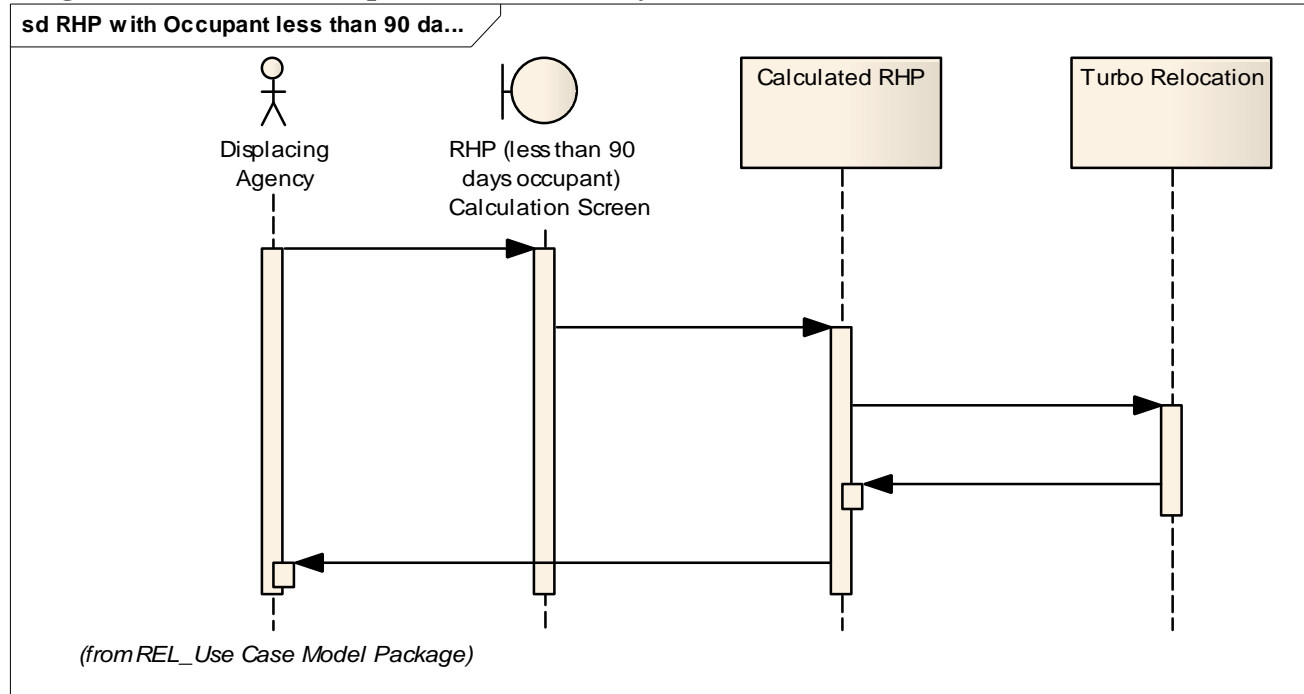 sd RHP with Occupant less than 90 da...
Displacing
Agency
RHP (less than 90
days occupant)
Calculation Screen
Calculated RHP
Turbo Relocation
(from REL_Use Case Model Package)